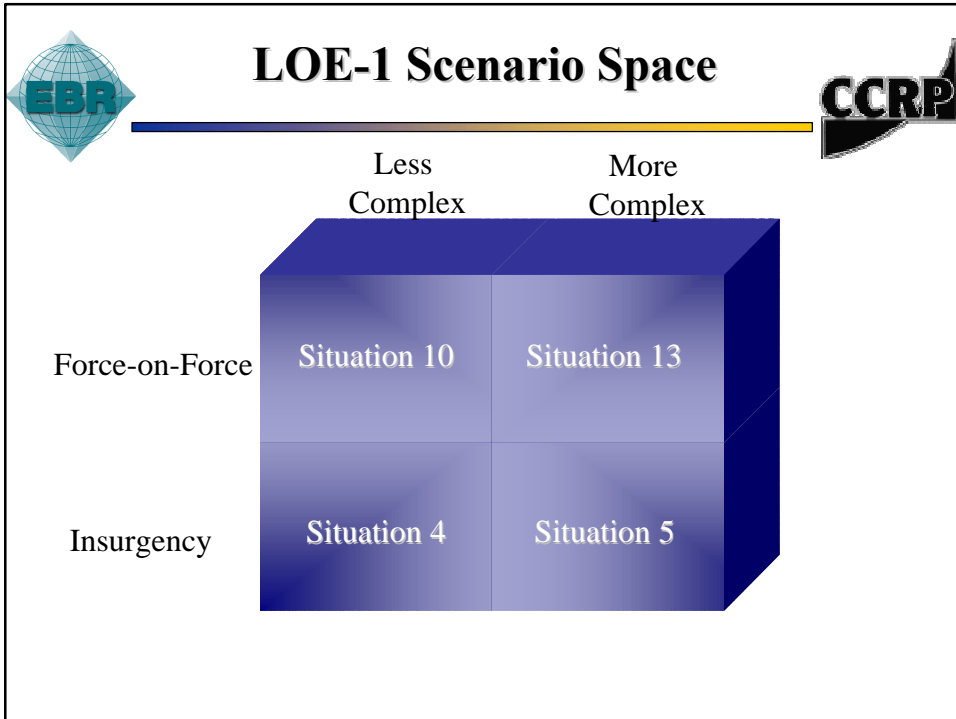 LOE-1 Scenario Space
EBR
CCRP
Less
Complex
More
Complex
Force-on-Force
Situation 10
Situation 13
Insurgency
Situation 4
Situation 5